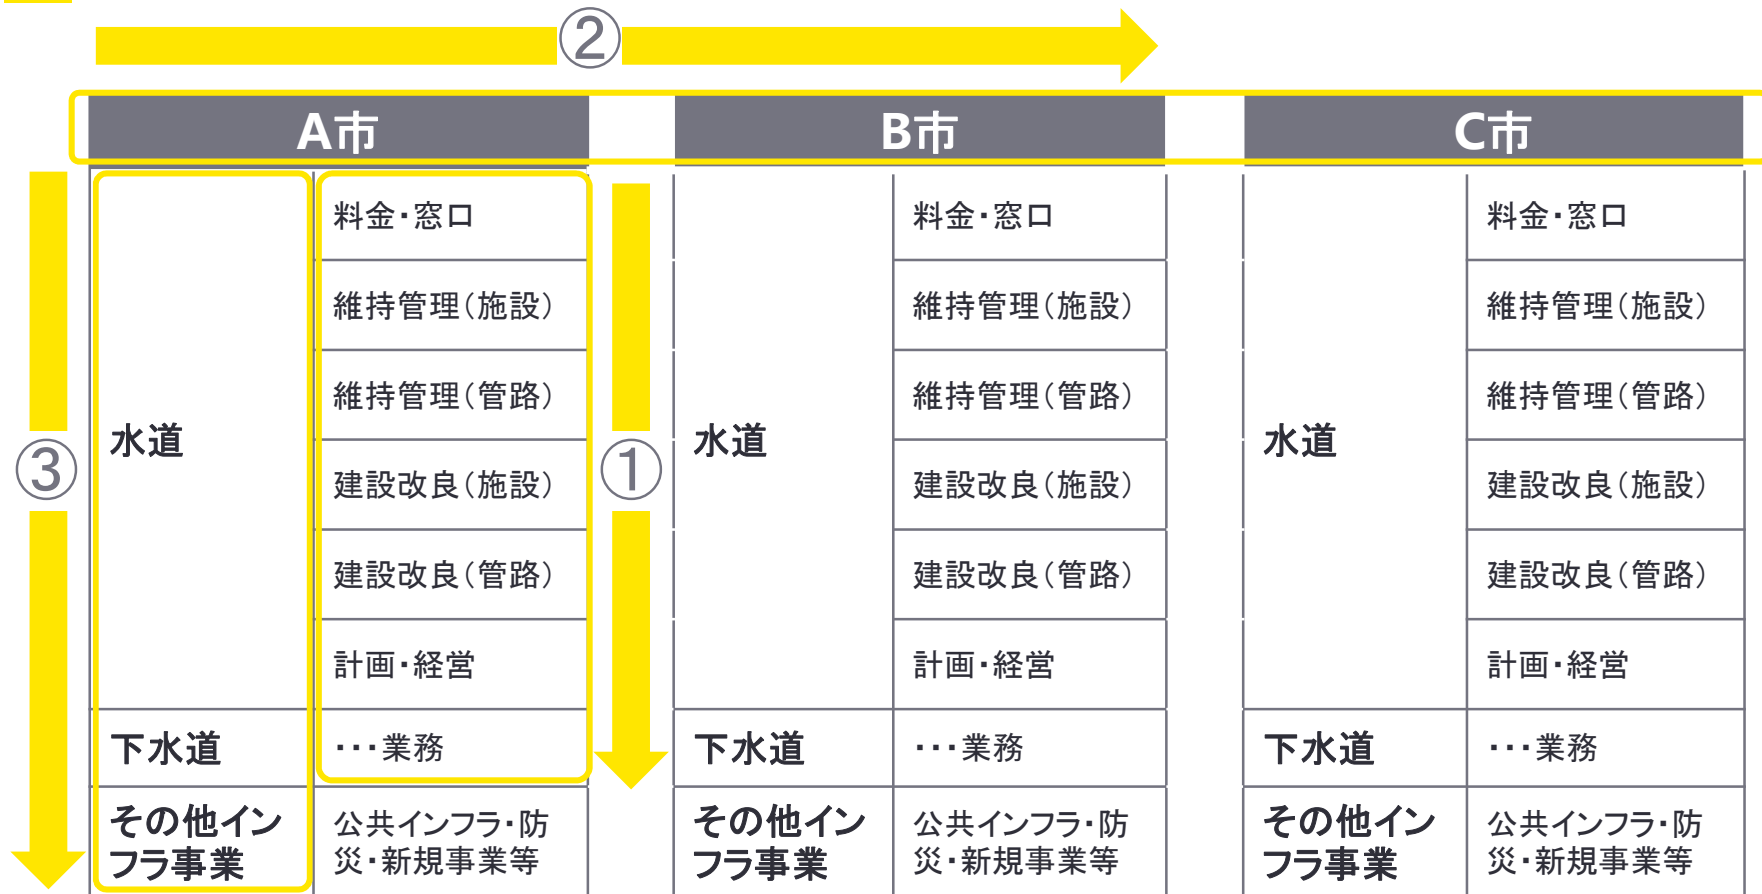 ②
A市
B市
C市
③
水道
料金・窓口
維持管理(施設)
維持管理(管路)
建設改良(施設)
建設改良(管路)
計画・経営
下水道
・・・業務
その他イン
フラ事業
公共インフラ・防
災・新規事業等
①
水道
料金・窓口
維持管理(施設)
維持管理(管路)
建設改良(施設)
建設改良(管路)
計画・経営
下水道
・・・業務
その他イン
フラ事業
公共インフラ・防
災・新規事業等
水道
料金・窓口
維持管理(施設)
維持管理(管路)
建設改良(施設)
建設改良(管路)
計画・経営
下水道
・・・業務
その他イン
フラ事業
公共インフラ・防
災・新規事業等